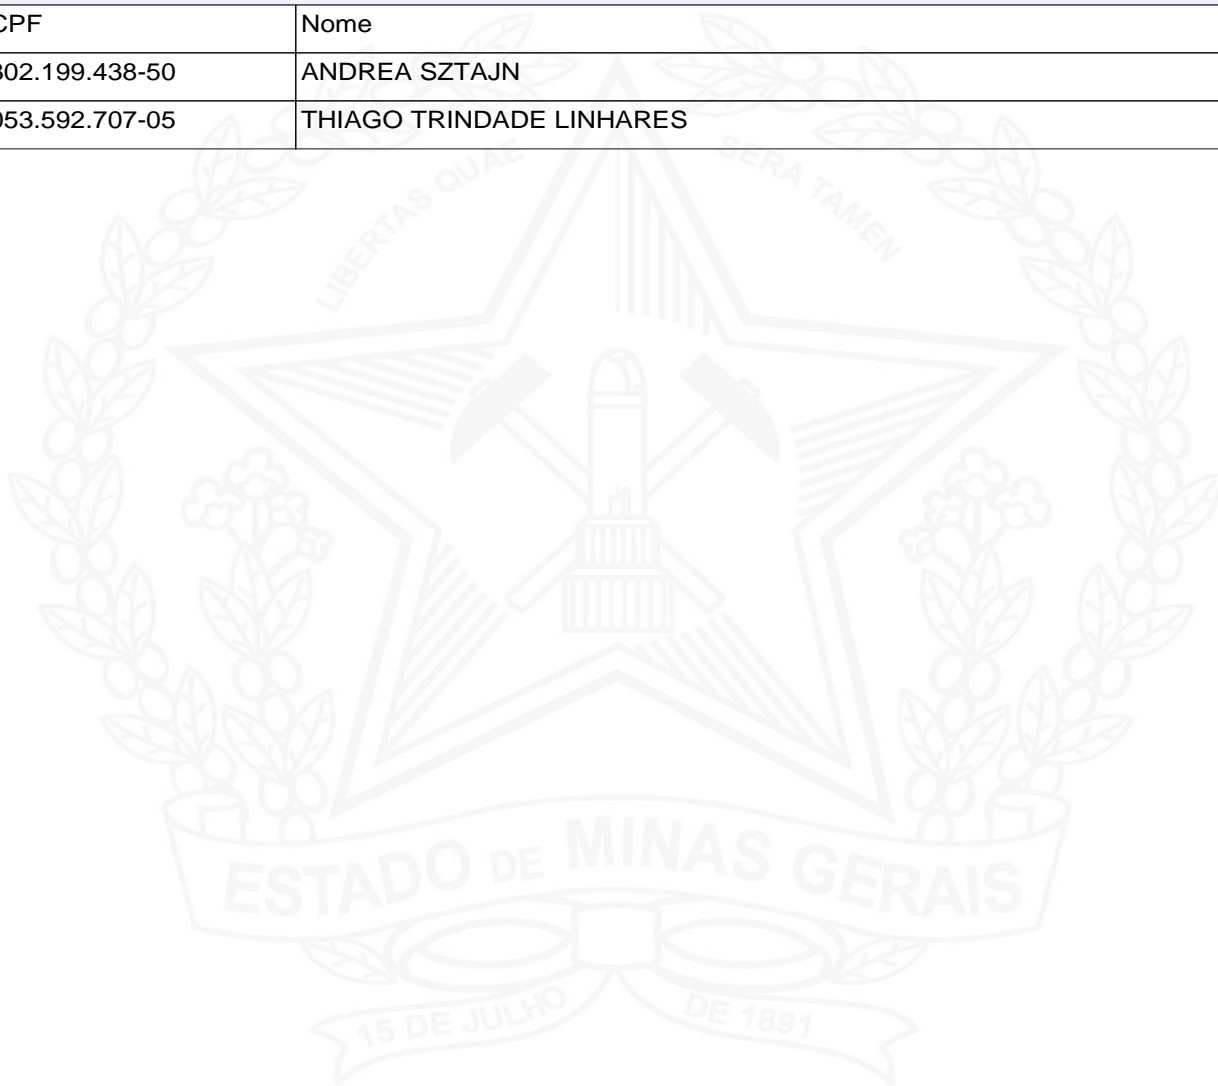 CPF Nome
302.199.438-50 ANDREA SZTAJN
053.592.707-05 THIAGO TRINDADE LINHARES
LIBERTAS QUAE SERA TAMEN
ESTADO DE MINAS GERAIS
15 DE JULHO DE 1891